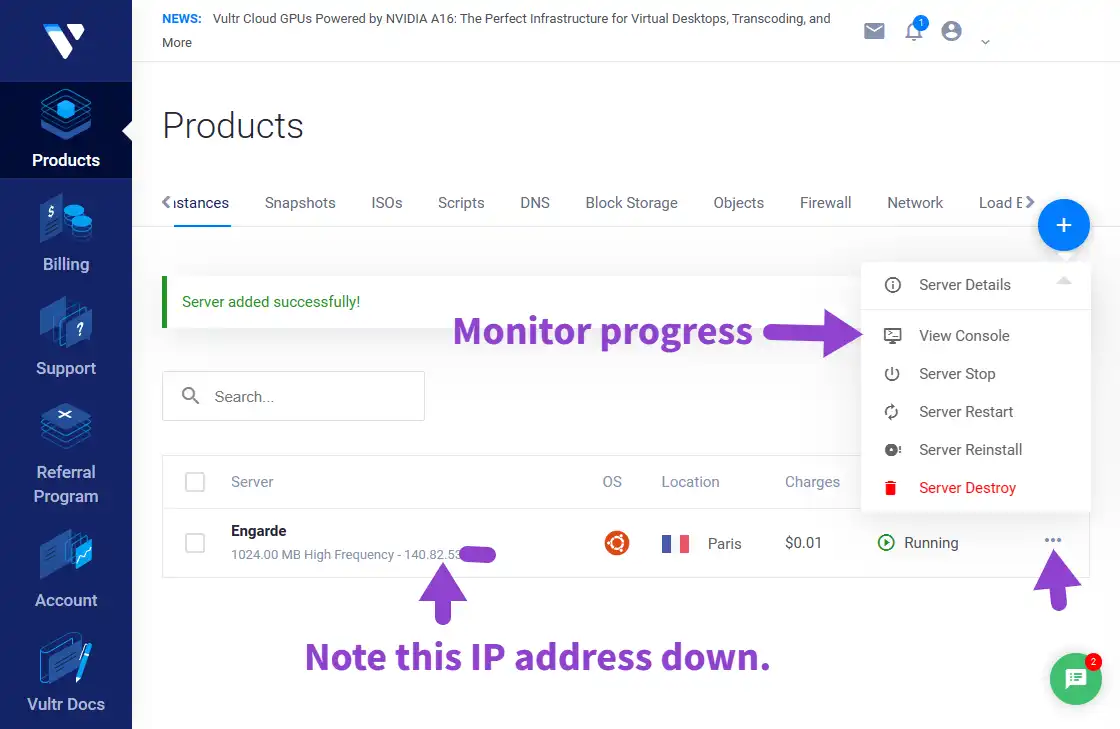 NEWS: Vultr Cloud GPUs Powered by NVIDIA A16: The Perfect Infrastructure for Virtual Desktops, Transcoding, and
More
1
Products
Products
nstances Snapshots ISOs Scripts DNS Block Storage Objects Firewall Network Load
+
Billing
Server Details
Server added successfully!
Monitor progress
View Console
Support
Server Stop
Search...
Server Restart
Server Reinstall
Referral
Program
Server OS Location Charges
Server Destroy
Engarde
1024.00 MB High Frequency - 140.82.53
Paris $0.01 Running
Account
Note this IP address down.
2
Vultr Docs